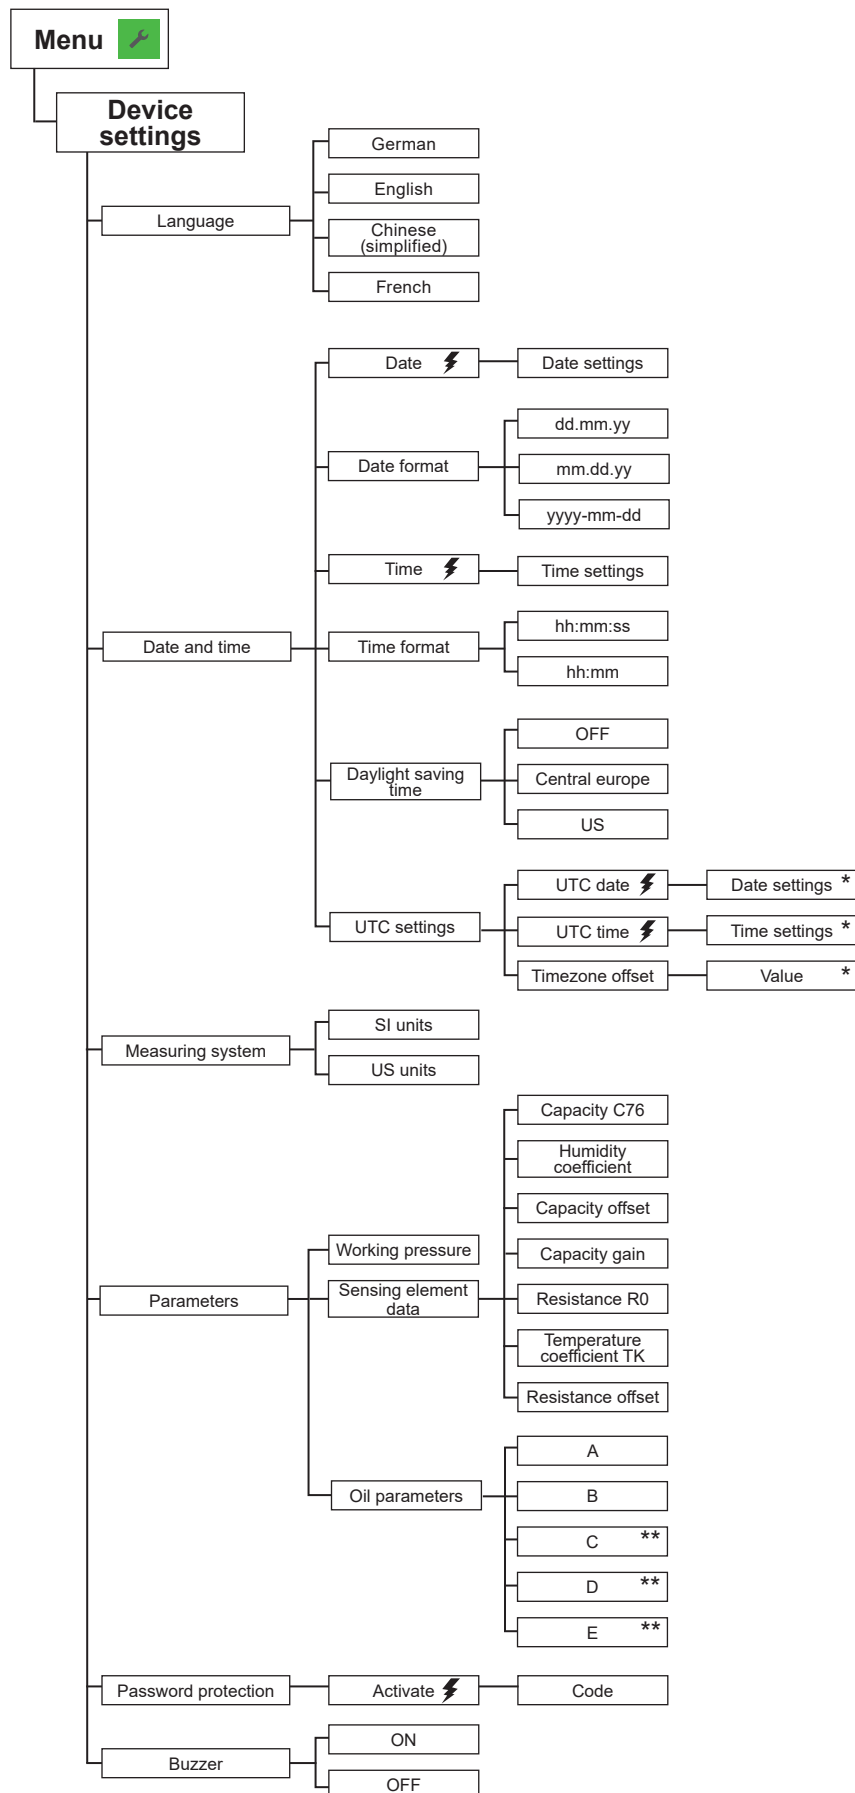 Menu
Device
settings
German
English
Language
Chinese
(simplified)
French
Date
Date settings
dd.mm.yy
Date format
mm.dd.yy
yyyy-mm-dd
Time
Time settings
hh:mm:ss
Date and time
Time format
hh:mm
OFF
Daylight saving
time
Central europe
US
UTC date
Date settings *
UTC settings
UTC time
Time settings *
Timezone offset
Value *
SI units
Measuring system
US units
Capacity C76
Humidity
coefficient
Capacity offset
Working pressure
Capacity gain
Parameters
Sensing element
data
Resistance R0
Temperature
coefficient TK
Resistance offset
A
Oil parameters
B
C **
D **
E **
Password protection
Activate
Code
ON
Buzzer
OFF